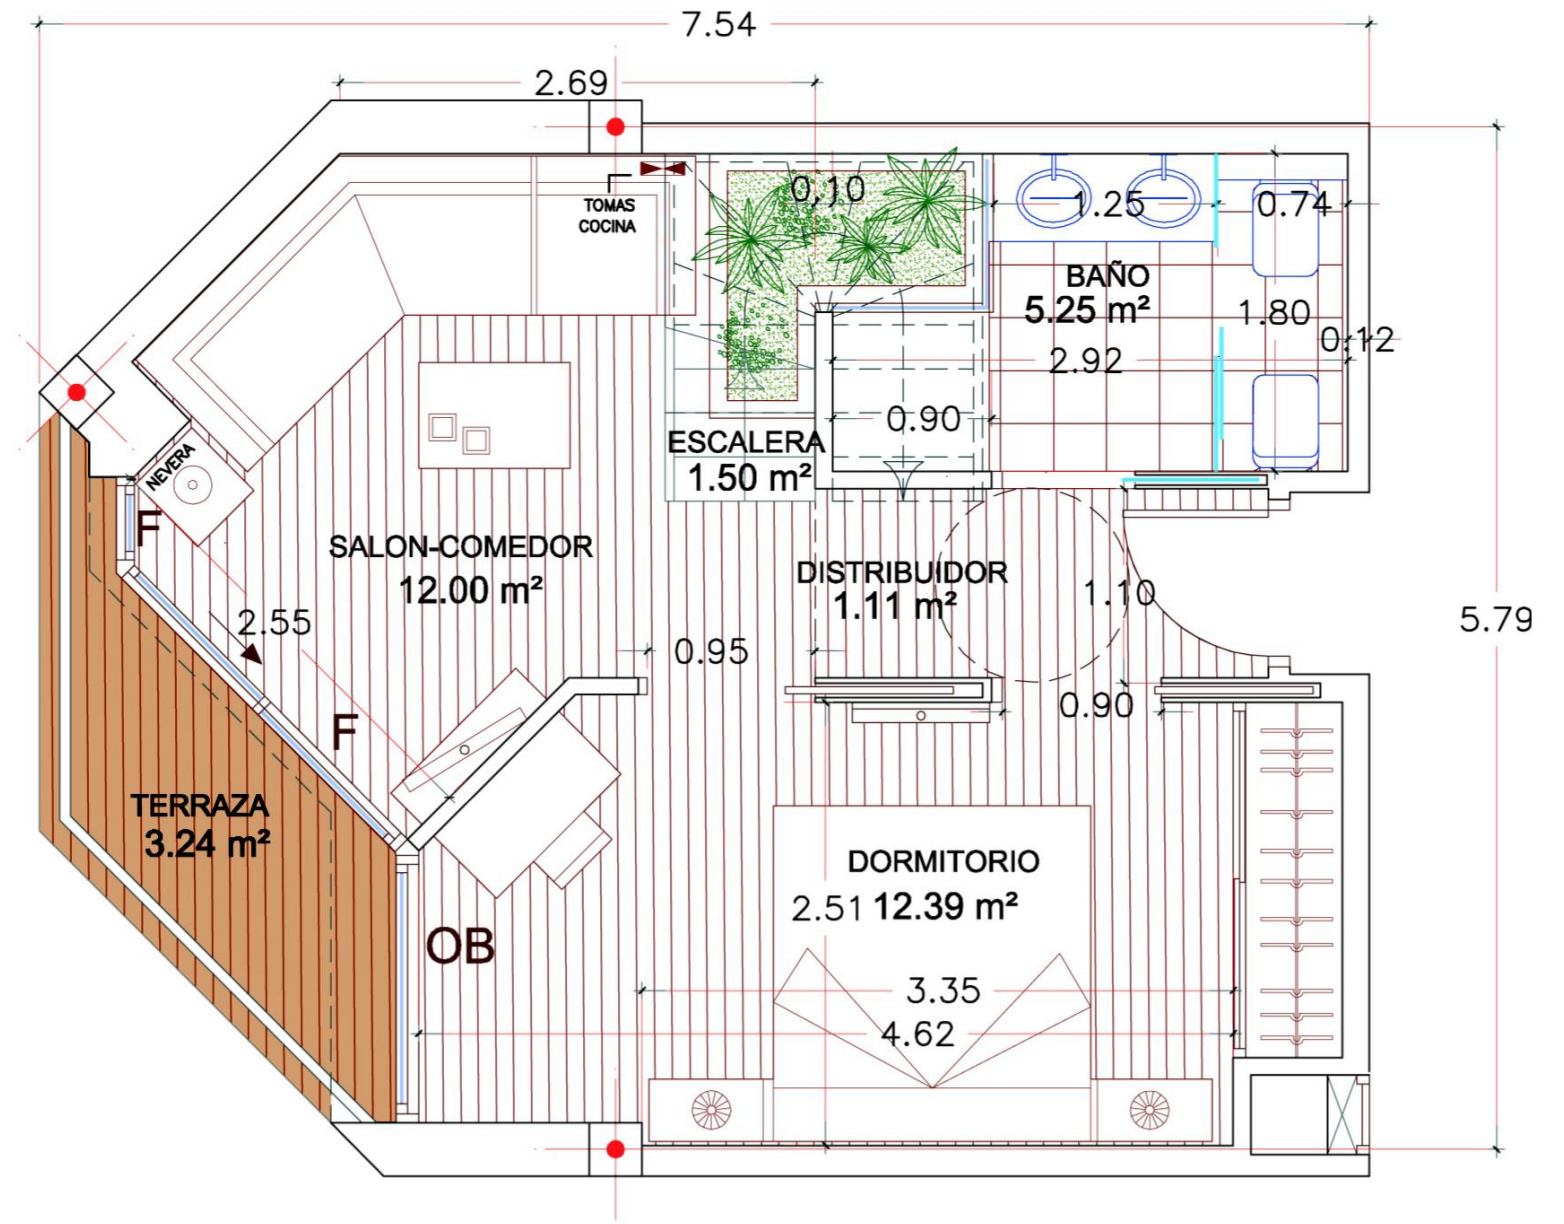 7.54
2.69
TOMAS
COCINA
0,10
1.25
0.74
BAÑO
5.25 m²
1.80
0.12
2.92
0.90
ESCALERA
1.50 m²
NEVERA
F
SALON-COMEDOR
12.00 m²
DISTRIBUIDOR
1.11 m²
1.10
5.79
2.55
0.95
F
0.90
TERRAZA
3.24 m²
DORMITORIO
2.51 12.39 m²
OB
3.35
4.62